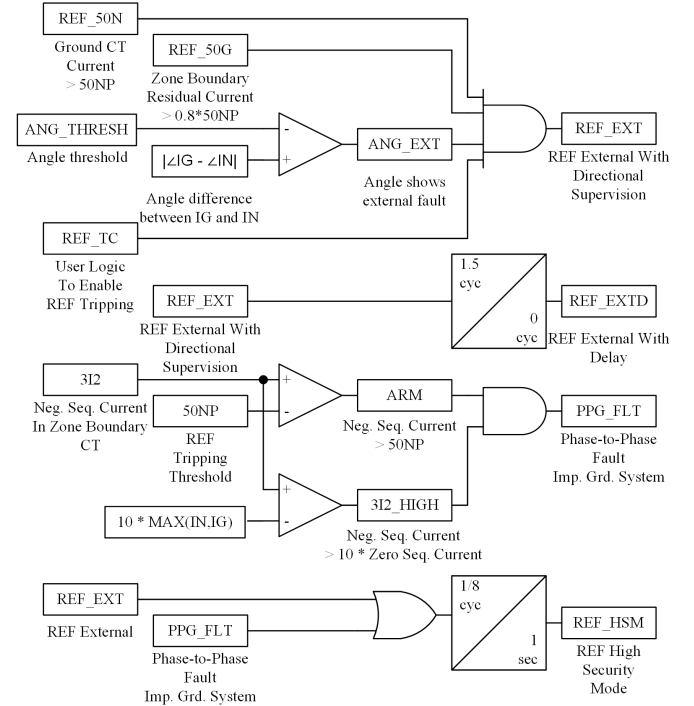 REF_50N
Ground CT
Current
> 50NP
REF_50G
Zone Boundary
Residual Current
> 0.8*50NP
ANG_THRESH
Angle threshold
-
+
|∠IG - ∠IN|
Angle difference
between IG and IN
ANG_EXT
Angle shows
external fault
REF_EXT
REF External With
Directional
Supervision
REF_TC
User Logic
To Enable
REF Tripping
REF_EXT
REF External With
Directional
Supervision
1.5
cyc
0
cyc
REF_EXTD
REF External With
Delay
3I2
Neg. Seq. Current
In Zone Boundary
CT
50NP
REF
Tripping
Threshold
+
-
ARM
Neg. Seq. Current
> 50NP
PPG_FLT
Phase-to-Phase
Fault
Imp. Grd. System
10 * MAX(IN,IG)
+
-
3I2_HIGH
Neg. Seq. Current
> 10 * Zero Seq. Current
REF_EXT
REF External
PPG_FLT
Phase-to-Phase
Fault
Imp. Grd. System
1/8
cyc
1
sec
REF_HSM
REF High
Security
Mode